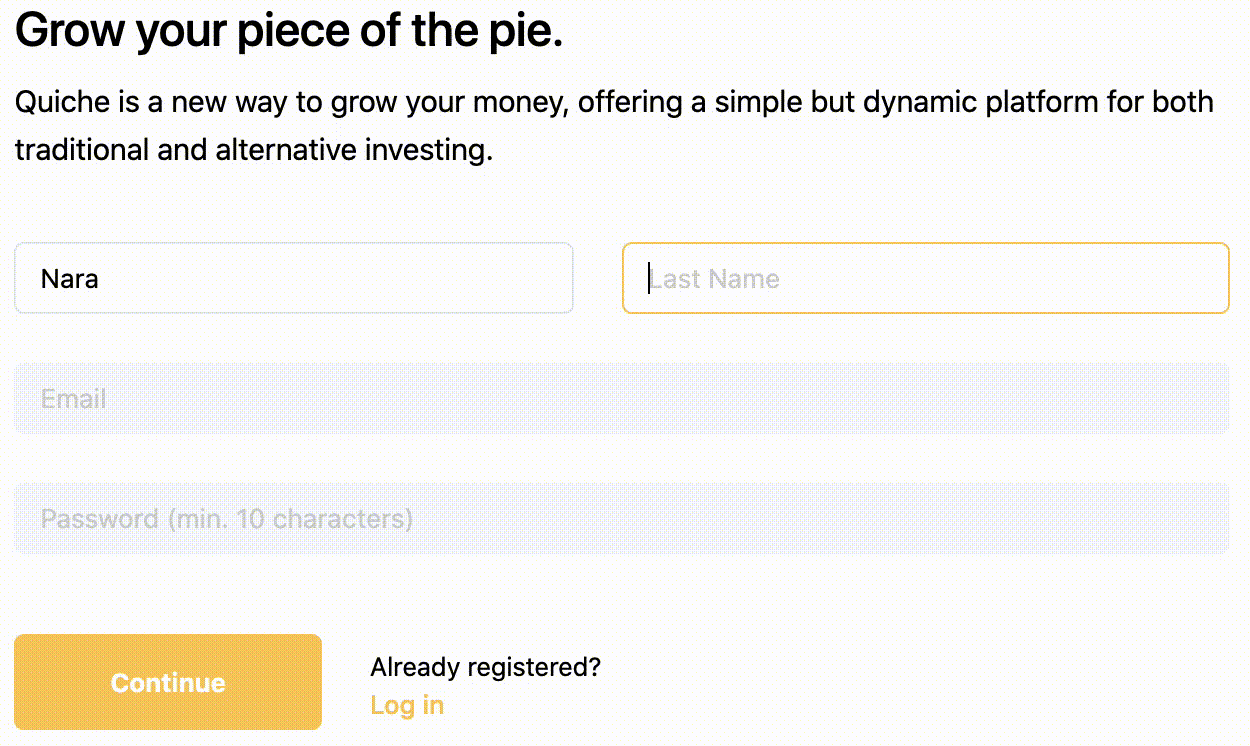 Grow your piece of the pie.
Quiche is a new way to grow your money, offering a simple but dynamic platform for both
traditional and alternative investing.
Nara
Last Name
Email
Password (min. 10 characters)
Continue
Already registered?
Log in